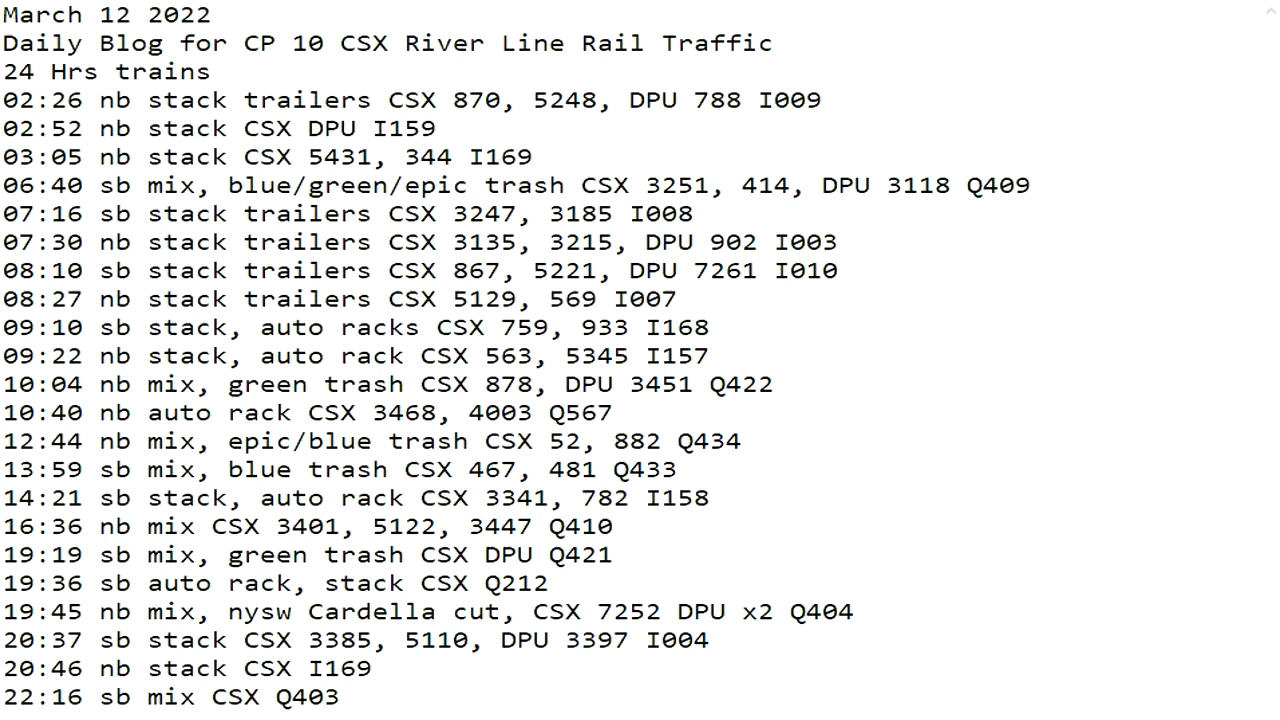 March 12 2022
Daily Blog for CP 10 CSX River Line Rail Traffic
24 Hrs trains
02:26 nb stack trailers CSX 870, 5248, DPU 788 I009
02:52 nb stack CSX DPU I159
03:05 nb stack CSX 5431, 344 I169
06:40 sb mix, blue/green/epic trash CSX 3251, 414, DPU 3118 Q409
07:16 sb stack trailers CSX 3247, 3185 I008
07:30 nb stack trailers CSX 3135, 3215, DPU 902 I003
08:10 sb stack trailers CSX 867, 5221, DPU 7261 I010
08:27 nb stack trailers CSX 5129, 569 I007
09:10 sb stack, auto racks CSX 759, 933 I168
09:22 nb stack, auto rack CSX 563, 5345 I157
10:04 nb mix, green trash CSX 878, DPU 3451 Q422
10:40 nb auto rack CSX 3468, 4003 Q567
12:44 nb mix, epic/blue trash CSX 52, 882 Q434
13:59 sb mix, blue trash CSX 467, 481 Q433
14:21 sb stack, auto rack CSX 3341, 782 I158
16:36 nb mix CSX 3401, 5122, 3447 Q410
19:19 sb mix, green trash CSX DPU Q421
19:36 sb auto rack, stack CSX Q212
19:45 nb mix, nysw Cardella cut, CSX 7252 DPU x2 Q404
20:37 sb stack CSX 3385, 5110, DPU 3397 I004
20:46 nb stack CSX I169
22:16 sb mix CSX Q403